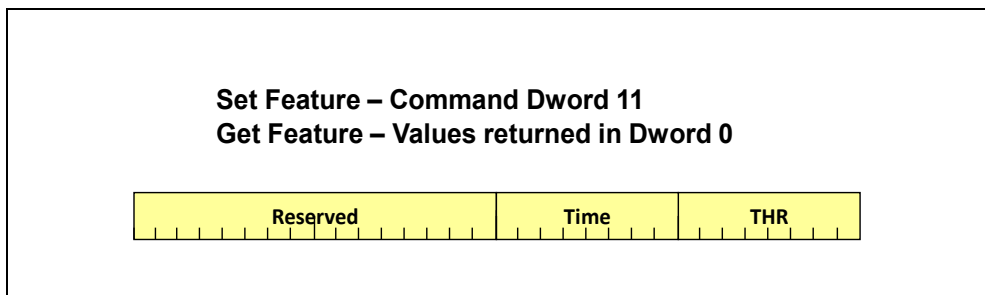 Set Feature – Command Dword 11
Get Feature – Values returned in Dword 0
Reserved Time THR